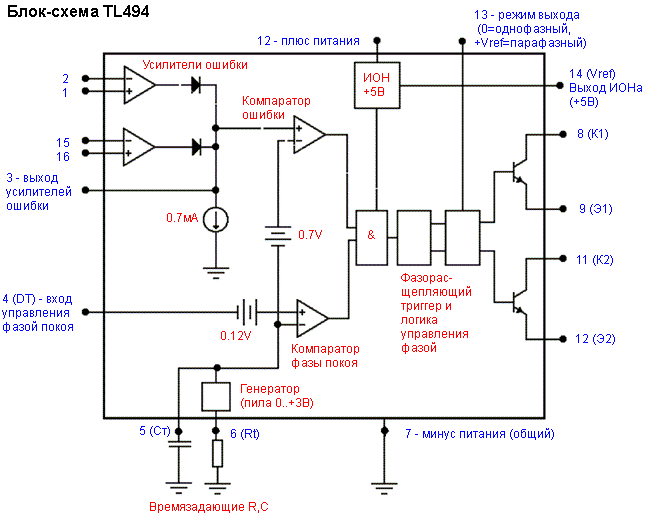 Блок-схема TL494
13 - режим выхода
(0=однофазный,
+Vref=парафазный)
12 - плюс питания
Усилители ошибки
2
1
ИОН
+5В
14 (Vref)
Выход ИОНа
(+5В)
Компаратор
ошибки
8 (К1)
15
16
3 - выход
усилителей
ошибки
0.7мА
0.7V
&
9 (Э1)
11 (К2)
Фазорас-
щепляющий
триггер и
логика
управления
фазой
4 (DT) - вход
управления
фазой покоя
0.12V
Компаратор
фазы покоя
12 (Э2)
Генератор
(пила 0..+3В)
5 (Ст)
6 (Rt)
7 - минус питания (общий)
Времязадающие R,C